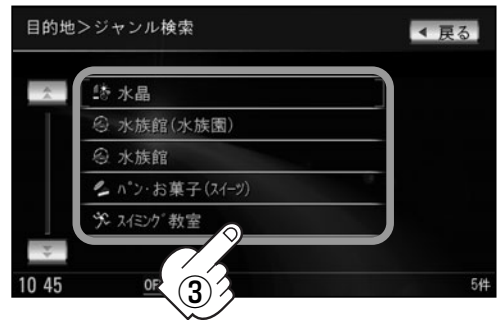 目的地>ジャンル検索
◀ 戻る
水晶
水族館(水族園)
水族館
パン・お菓子(スイーツ)
スイミング教室
③
10 45
OF
5件